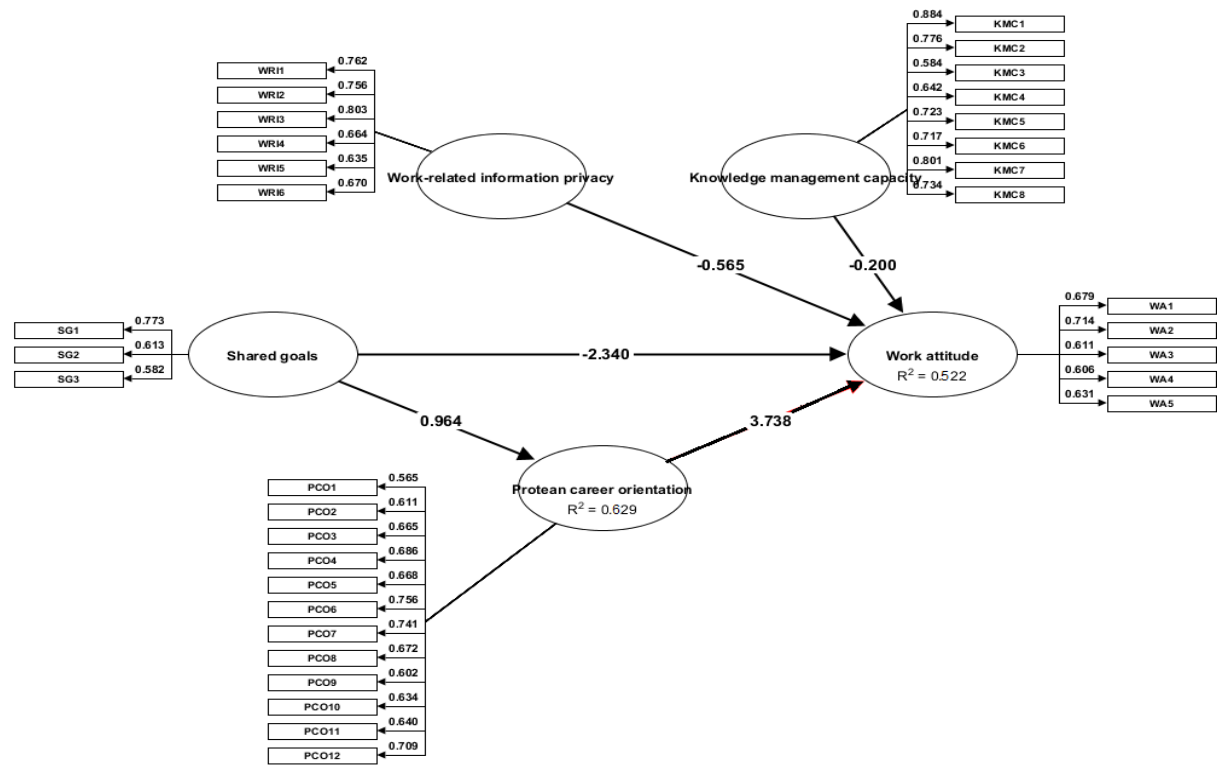 0.884
KMC1
0.776
KMC2
0.584
KMC3
0.642
KMC4
0.723
KMC5
0.717
KMC6
0.801
KMC7
0.734
KMC8
0.762
WRI1
0.756
WRI2
0.803
WRI3
0.664
WRI4
0.635
WRI5
0.670
WRI6
Work-related information privacy
Knowledge management capacity
-0.565
-0.200
0.773
SG1
0.613
SG2
0.582
SG3
Shared goals
-2.340
Work attitude
R² = 0.522
0.679
WA1
0.714
WA2
0.611
WA3
0.606
WA4
0.631
WA5
0.964
3.738
Protean career orientation
R² = 0.629
0.565
PCO1
0.611
PCO2
0.665
PCO3
0.686
PCO4
0.668
PCO5
0.756
PCO6
0.741
PCO7
0.672
PCO8
0.602
PCO9
0.634
PCO10
0.640
PCO11
0.709
PCO12